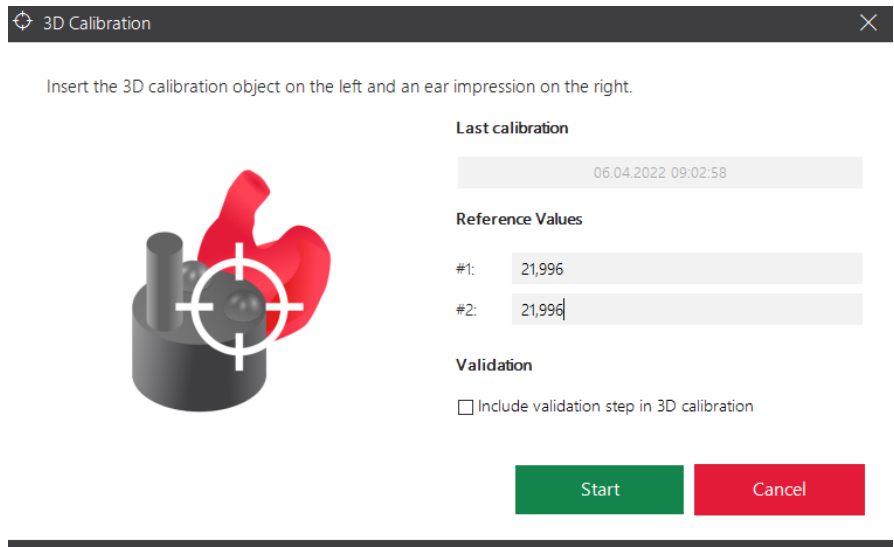 3D Calibration
Insert the 3D calibration object on the left and an ear impression on the right.
Last calibration
06.04.2022 09:02:58
Reference Values
#1: 21,996
#2: 21,996
Validation
Include validation step in 3D calibration
Start Cancel